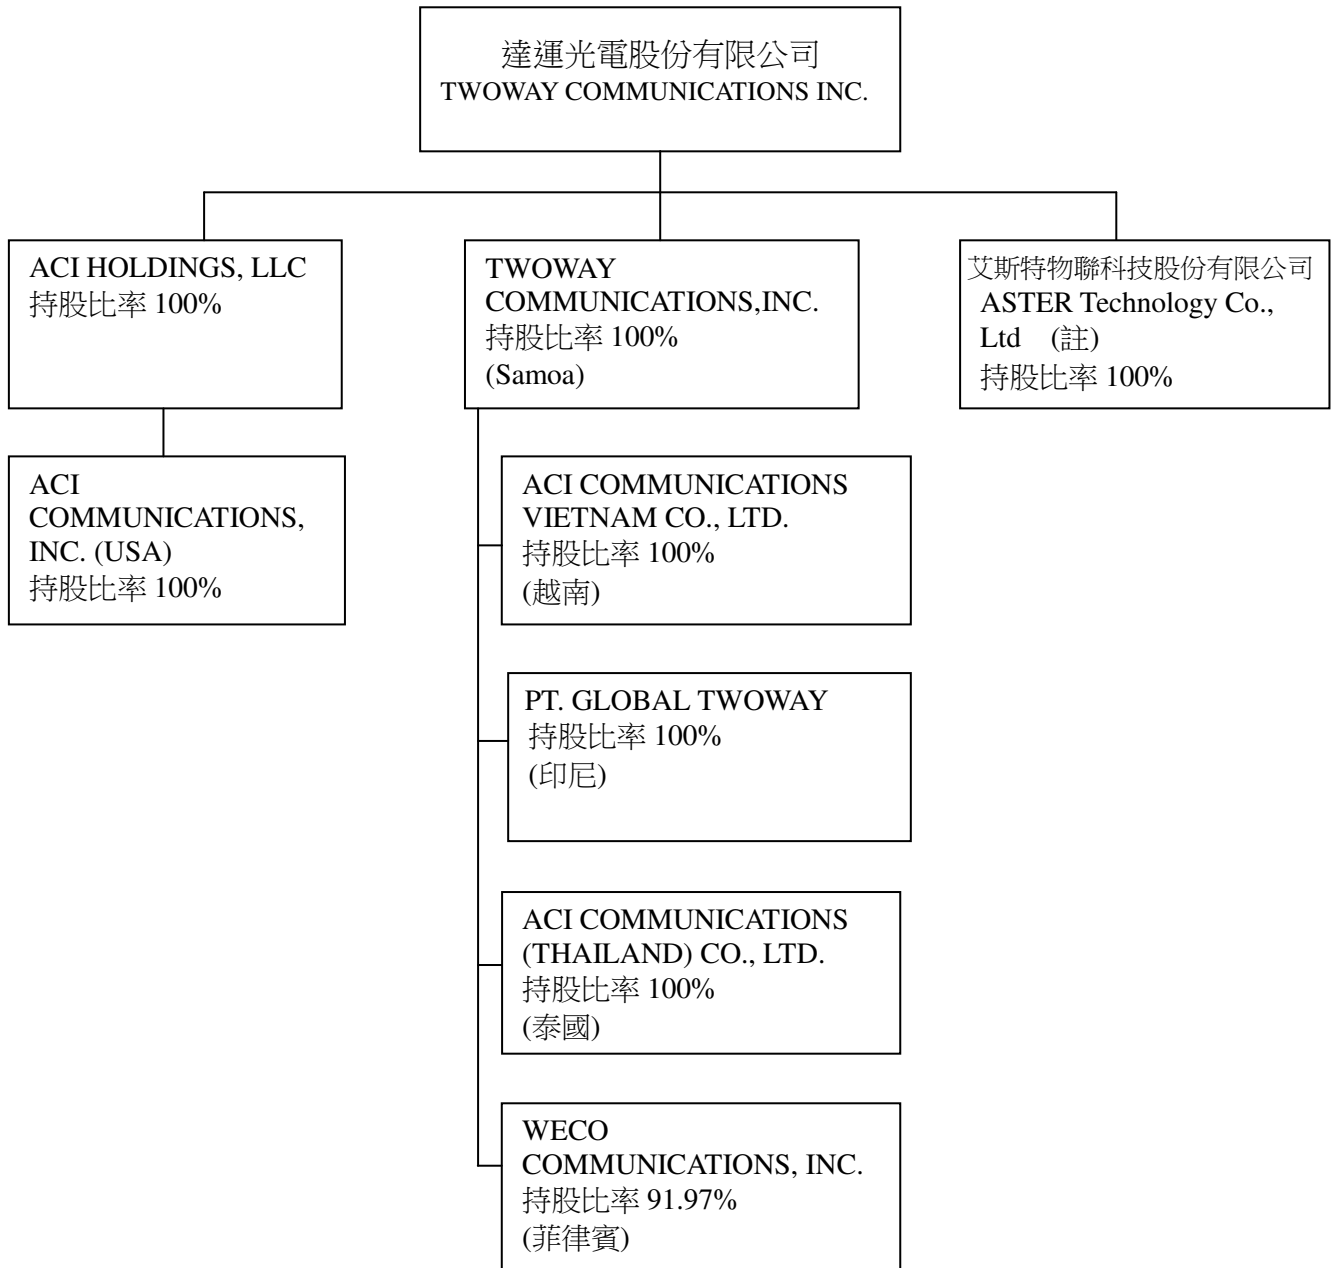 達運光電股份有限公司
TWOWAY COMMUNICATIONS INC.
ACI HOLDINGS, LLC
持股比率 100%
TWOWAY
COMMUNICATIONS,INC.
持股比率 100%
(Samoa)
艾斯特物聯科技股份有限公司
ASTER Technology Co.,
Ltd (註)
持股比率 100%
ACI
COMMUNICATIONS,
INC. (USA)
持股比率 100%
ACI COMMUNICATIONS
VIETNAM CO., LTD.
持股比率 100%
(越南)
PT. GLOBAL TWOWAY
持股比率 100%
(印尼)
ACI COMMUNICATIONS
(THAILAND) CO., LTD.
持股比率 100%
(泰國)
WECO
COMMUNICATIONS, INC.
持股比率 91.97%
(菲律賓)